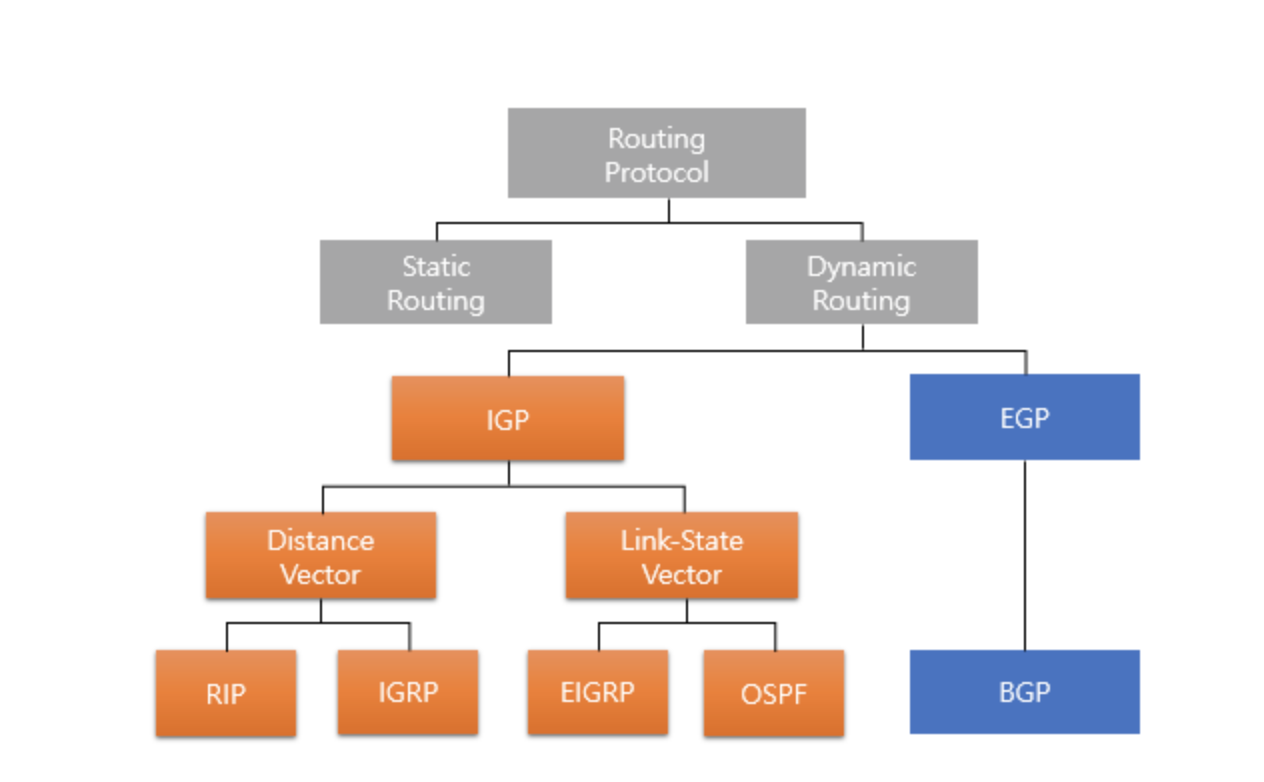 Routing
Protocol
Static
Routing
Dynamic
Routing
IGP
EGP
Distance
Vector
Link-State
Vector
RIP
IGRP
EIGRP
OSPF
BGP